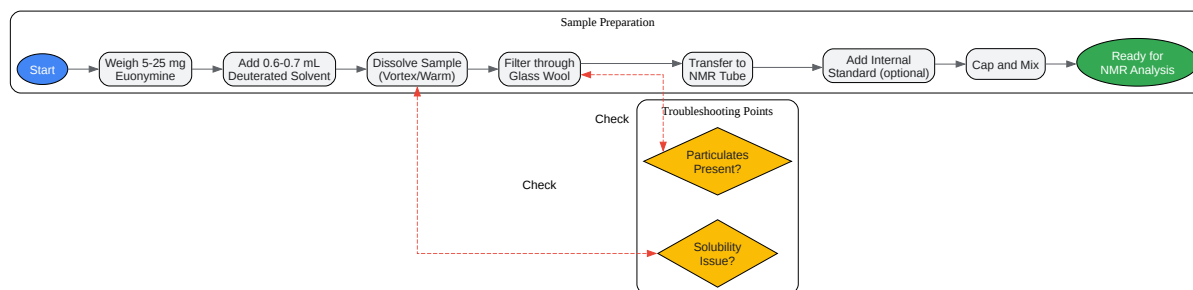 Sample Preparation
Start
Weigh 5-25 mg
Euonymine
Add 0.6-0.7 mL
Deuterated Solvent
Dissolve Sample
(Vortex/Warm)
Filter through
Glass Wool
Transfer to
NMR Tube
Add Internal
Standard (optional)
Cap and Mix
Ready for
NMR Analysis
Troubleshooting Points
Check
Particulates
Present?
Check
Solubility
Issue?